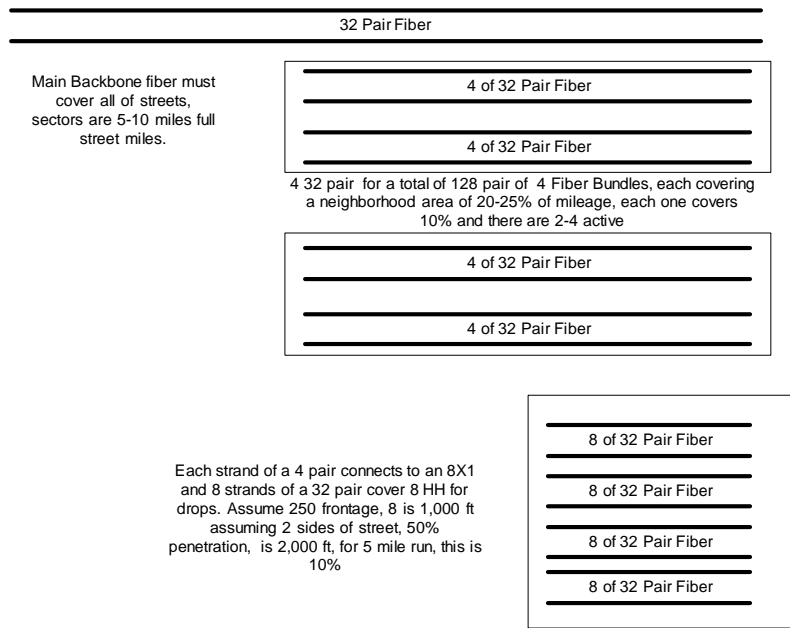 32 Pair Fiber
Main Backbone fiber must
cover all of streets,
sectors are 5-10 miles full
street miles.
4 of 32 Pair Fiber
4 of 32 Pair Fiber
4 32 pair for a total of 128 pair of 4 Fiber Bundles, each covering
a neighborhood area of 20-25% of mileage, each one covers
10% and there are 2-4 active
4 of 32 Pair Fiber
4 of 32 Pair Fiber
Each strand of a 4 pair connects to an 8X1
and 8 strands of a 32 pair cover 8 HH for
drops. Assume 250 frontage, 8 is 1,000 ft
assuming 2 sides of street, 50%
penetration, is 2,000 ft, for 5 mile run, this is
10%
8 of 32 Pair Fiber
8 of 32 Pair Fiber
8 of 32 Pair Fiber
8 of 32 Pair Fiber